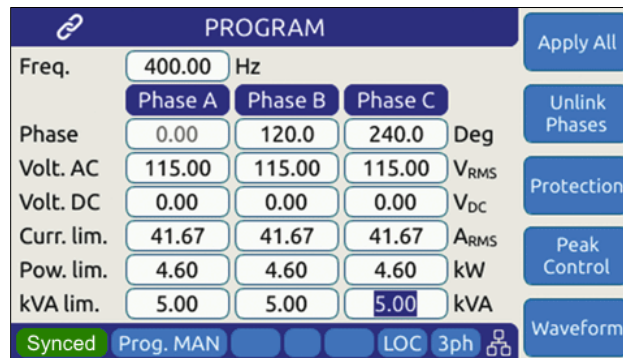 PROGRAM
Apply All
Freq. 400.00 Hz
Phase A Phase B Phase C
Unlink
Phases
Phase 0.00 120.0 240.0 Deg
Volt. AC 115.00 115.00 115.00 VRMS
Protection
Volt. DC 0.00 0.00 0.00 VDC
Curr. lim. 41.67 41.67 41.67 ARMS
Peak
Control
Pow. lim. 4.60 4.60 4.60 kW
kVA lim. 5.00 5.00 5.00 kVA
Waveform
Synced Prog. MAN LOC 3ph